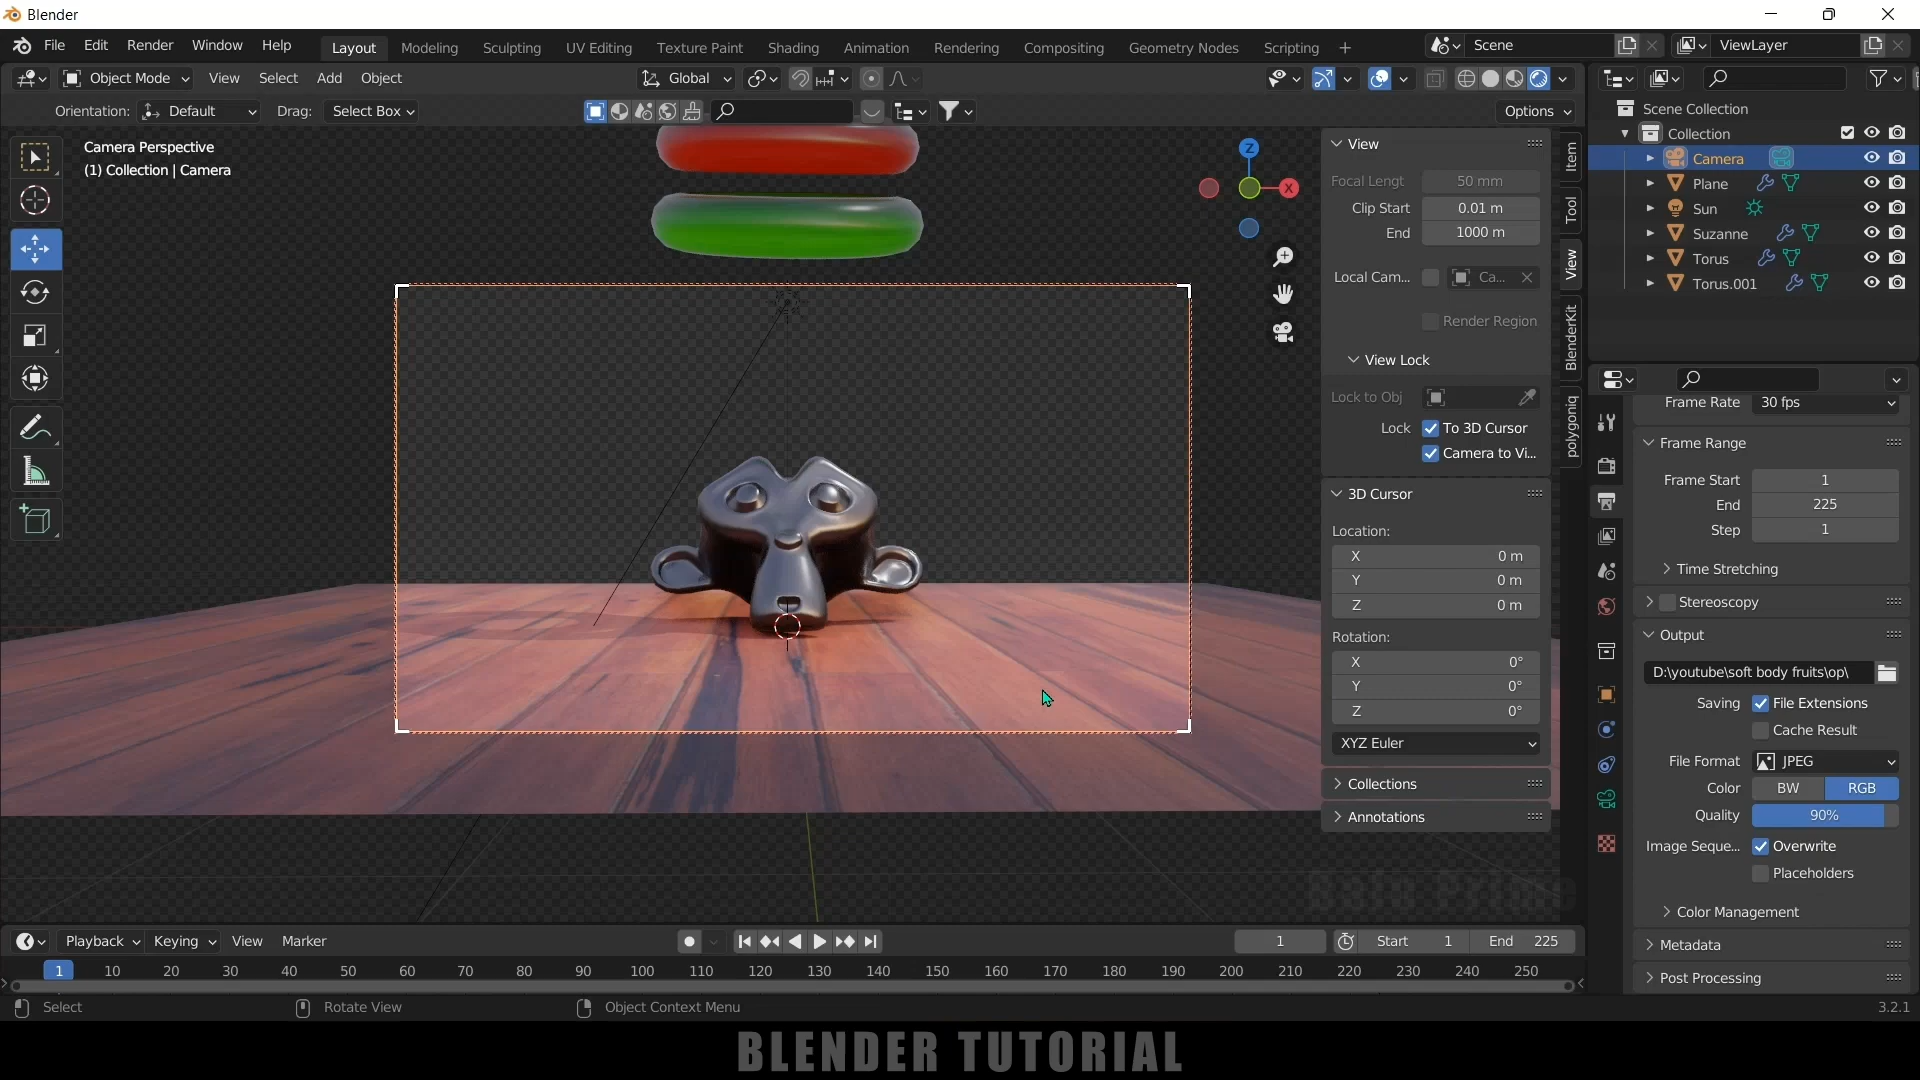 Blender
File Edit Render Window Help Layout Modeling Sculpting UV Editing Texture Paint Shading Animation Rendering Compositing Geometry Nodes Scripting + Scene ViewLayer
Object Mode View Select Add Object Global
Orientation: Default Drag: Select Box Options
Camera Perspective
(1) Collection | Camera
Z
X
View
Focal Lengt 50 mm
Clip Start 0.01 m
End 1000 m
Local Cam... Ca...
Render Region
View Lock
Lock to Obj
Lock To 3D Cursor
Camera to Vi...
3D Cursor
Location:
X 0 m
Y 0 m
Z 0 m
Rotation:
X 0°
Y 0°
Z 0°
XYZ Euler
Collections
Annotations
Item
Tool
View
BlenderKit
polygoniq
Scene Collection
Collection
Camera
Plane
Sun
Suzanne
Torus
Torus.001
Frame Rate 30 fps
Frame Range
Frame Start 1
End 225
Step 1
Time Stretching
Stereoscopy
Output
D:\youtube\soft body fruits\op\
Saving File Extensions
Cache Result
File Format JPEG
Color BW RGB
Quality 90%
Image Seque... Overwrite
Placeholders
Color Management
Metadata
Post Processing
Playback Keying View Marker 1 Start 1 End 225
1 10 20 30 40 50 60 70 80 90 100 110 120 130 140 150 160 170 180 190 200 210 220 230 240 250
Select Rotate View Object Context Menu 3.2.1
BLENDER TUTORIAL